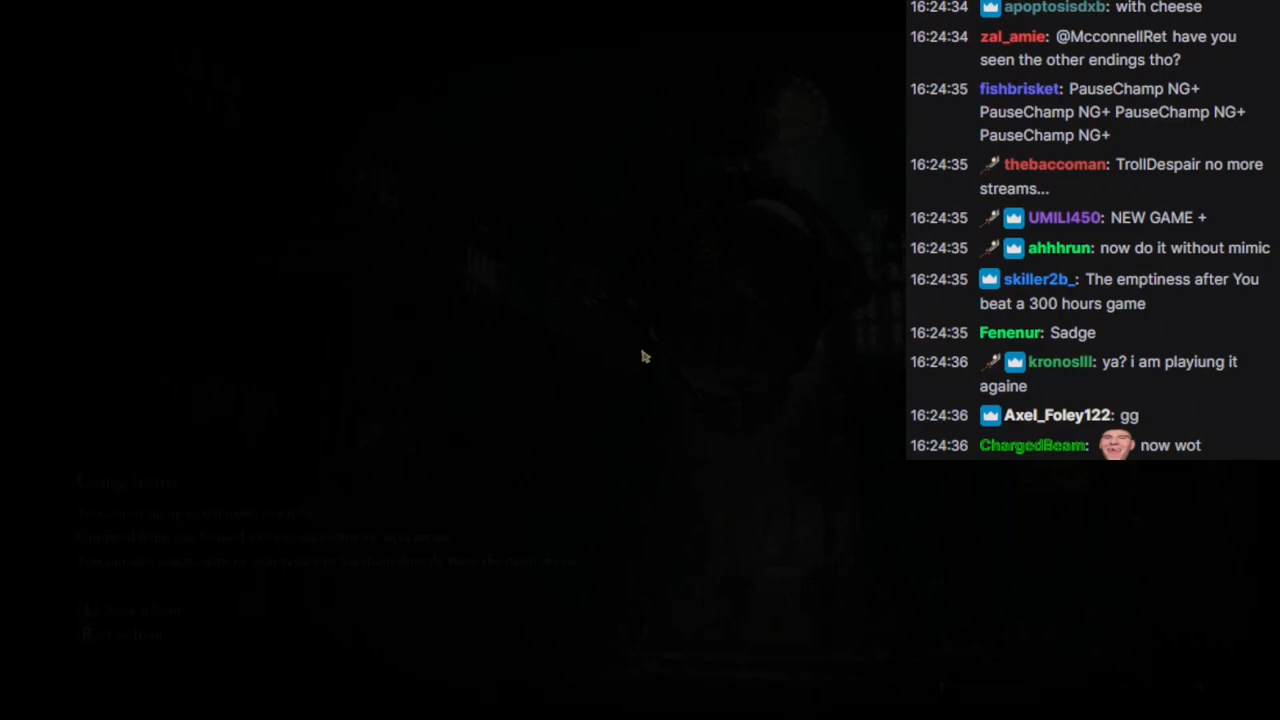 16:24:34 apoptosisdxb: with cheese
16:24:34 zal_amie: @McconnellRet have you
seen the other endings tho?
16:24:35 fishbrisket: PauseChamp NG+
PauseChamp NG+ PauseChamp NG+
PauseChamp NG+
16:24:35 thebaccoman: TrollDespair no more
streams...
16:24:35 UMILI450: NEW GAME +
16:24:35 ahhhrun: now do it without mimic
16:24:35 skiller2b_: The emptiness after You
beat a 300 hours game
16:24:35 Fenenur: Sadge
16:24:36 kronoslll: ya? i am playiung it
againe
16:24:36 Axel_Foley122: gg
16:24:36 ChargedBeam: now wot
Using Items